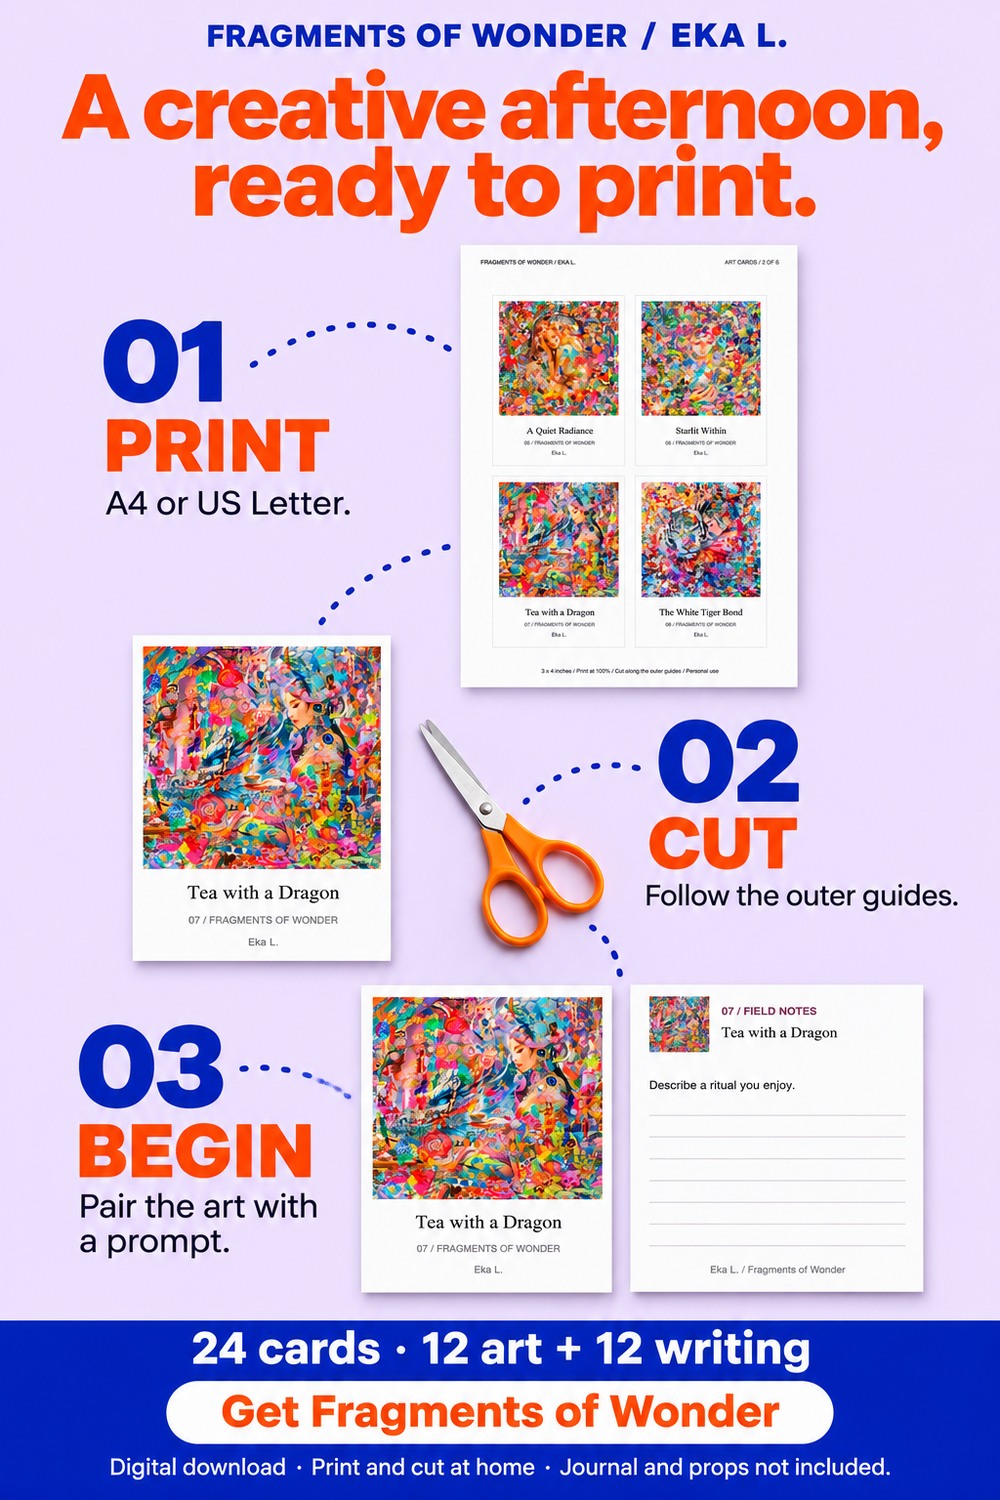 FRAGMENTS OF WONDER / EKA L.
A creative afternoon,
ready to print.
FRAGMENTS OF WONDER / EKA L.
ART CARDS / 2 OF 6
01
PRINT
A4 or US Letter.
A Quiet Radiance
05 / FRAGMENTS OF WONDER
Eka L.
Starlit Within
06 / FRAGMENTS OF WONDER
Eka L.
Tea with a Dragon
07 / FRAGMENTS OF WONDER
Eka L.
The White Tiger Bond
08 / FRAGMENTS OF WONDER
Eka L.
3 x 4 inches / Print at 100% / Cut along the outer guides / Personal use
Tea with a Dragon
07 / FRAGMENTS OF WONDER
Eka L.
02
CUT
Follow the outer guides.
03
BEGIN
Pair the art with
a prompt.
Tea with a Dragon
07 / FRAGMENTS OF WONDER
Eka L.
07 / FIELD NOTES
Tea with a Dragon
Describe a ritual you enjoy.
Eka L. / Fragments of Wonder
24 cards · 12 art + 12 writing
Get Fragments of Wonder
Digital download · Print and cut at home · Journal and props not included.